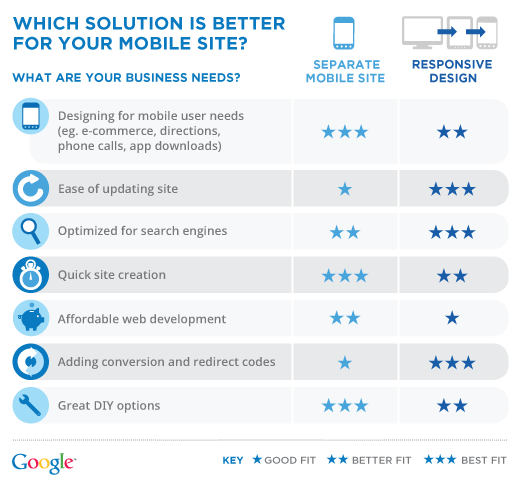 WHICH SOLUTION IS BETTER
FOR YOUR MOBILE SITE?
WHAT ARE YOUR BUSINESS NEEDS?
SEPARATE
MOBILE SITE
RESPONSIVE
DESIGN
Designing for mobile user needs
(eg. e-commerce, directions,
phone calls, app downloads)
★★★ ★★
Ease of updating site ★ ★★★
Optimized for search engines ★★ ★★★
Quick site creation ★★★ ★★
Affordable web development ★★ ★
Adding conversion and redirect codes ★ ★★★
Great DIY options ★★★ ★★
Google
KEY ★ GOOD FIT ★★ BETTER FIT ★★★ BEST FIT